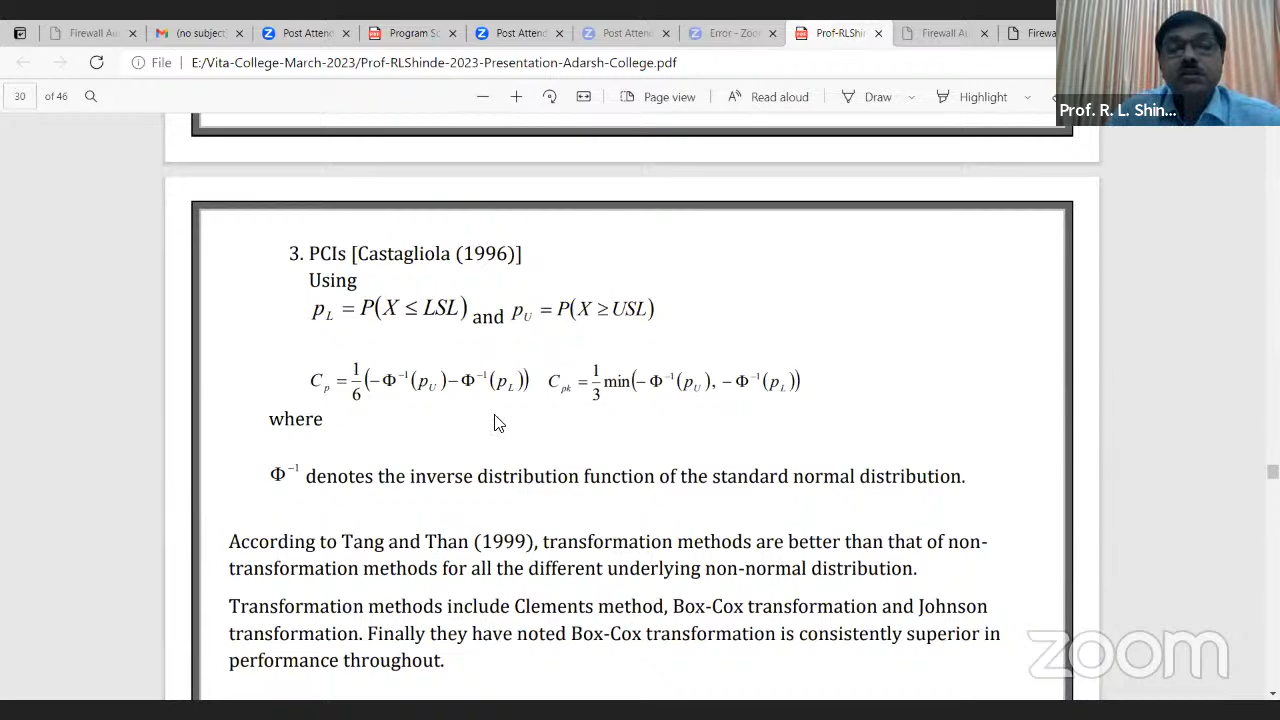 Firewall Au
(no subject
Post Attend
Program Sc
Post Attend
Post Attend
Error - Zoo
Prof-RLShin
Firewall Au
Firewa
File E:/Vita-College-March-2023/Prof-RLShinde-2023-Presentation-Adarsh-College.pdf
30 of 46 Page view Read aloud Draw Highlight
Prof. R. L. Shin...
3. PCIs [Castagliola (1996)]
Using
p_L = P(X ≤ LSL) and p_U = P(X ≥ USL)
C_p = 1/6 (−Φ⁻¹(p_U) − Φ⁻¹(p_L)) C_pk = 1/3 min(−Φ⁻¹(p_U), −Φ⁻¹(p_L))
where
Φ⁻¹ denotes the inverse distribution function of the standard normal distribution.
According to Tang and Than (1999), transformation methods are better than that of non-
transformation methods for all the different underlying non-normal distribution.
Transformation methods include Clements method, Box-Cox transformation and Johnson
transformation. Finally they have noted Box-Cox transformation is consistently superior in
performance throughout.
zoom